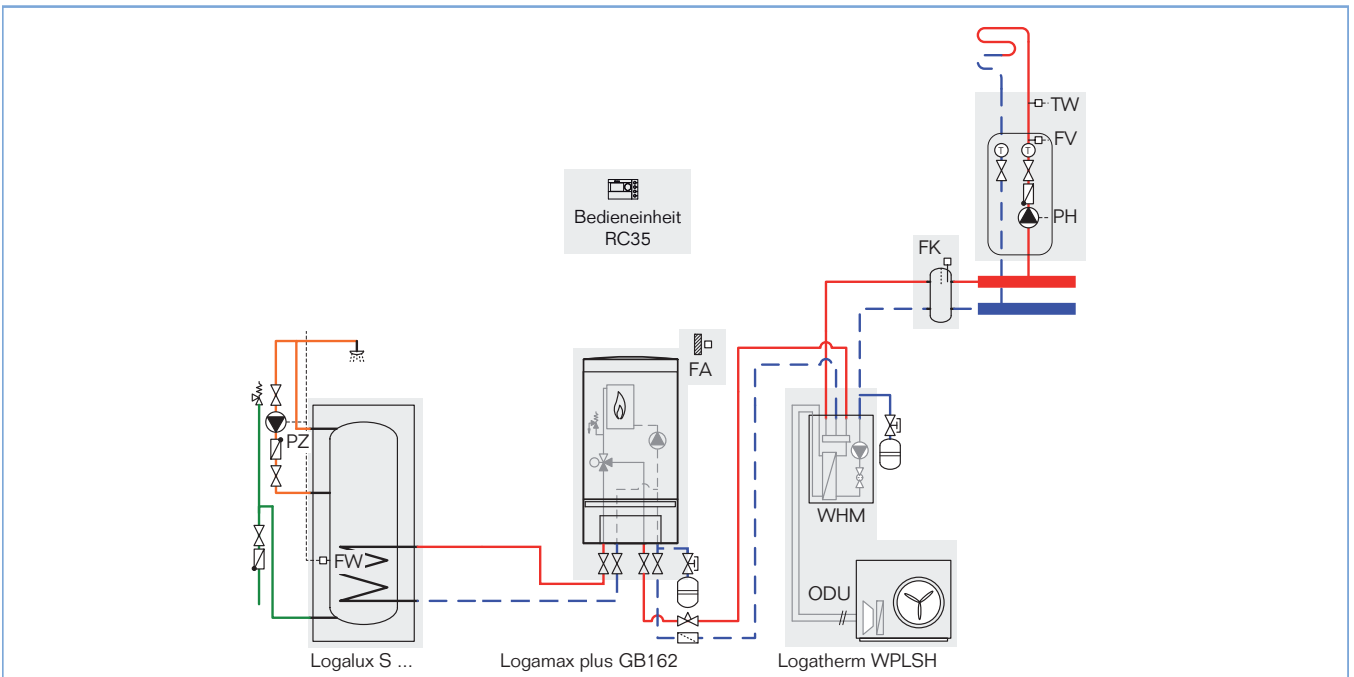 TW
T
T
FV
PH
Bedieneinheit
RC35
FK
FA
PZ
WHM
FW
ODU
Logalux S ...
Logamax plus GB162
Logatherm WPLSH